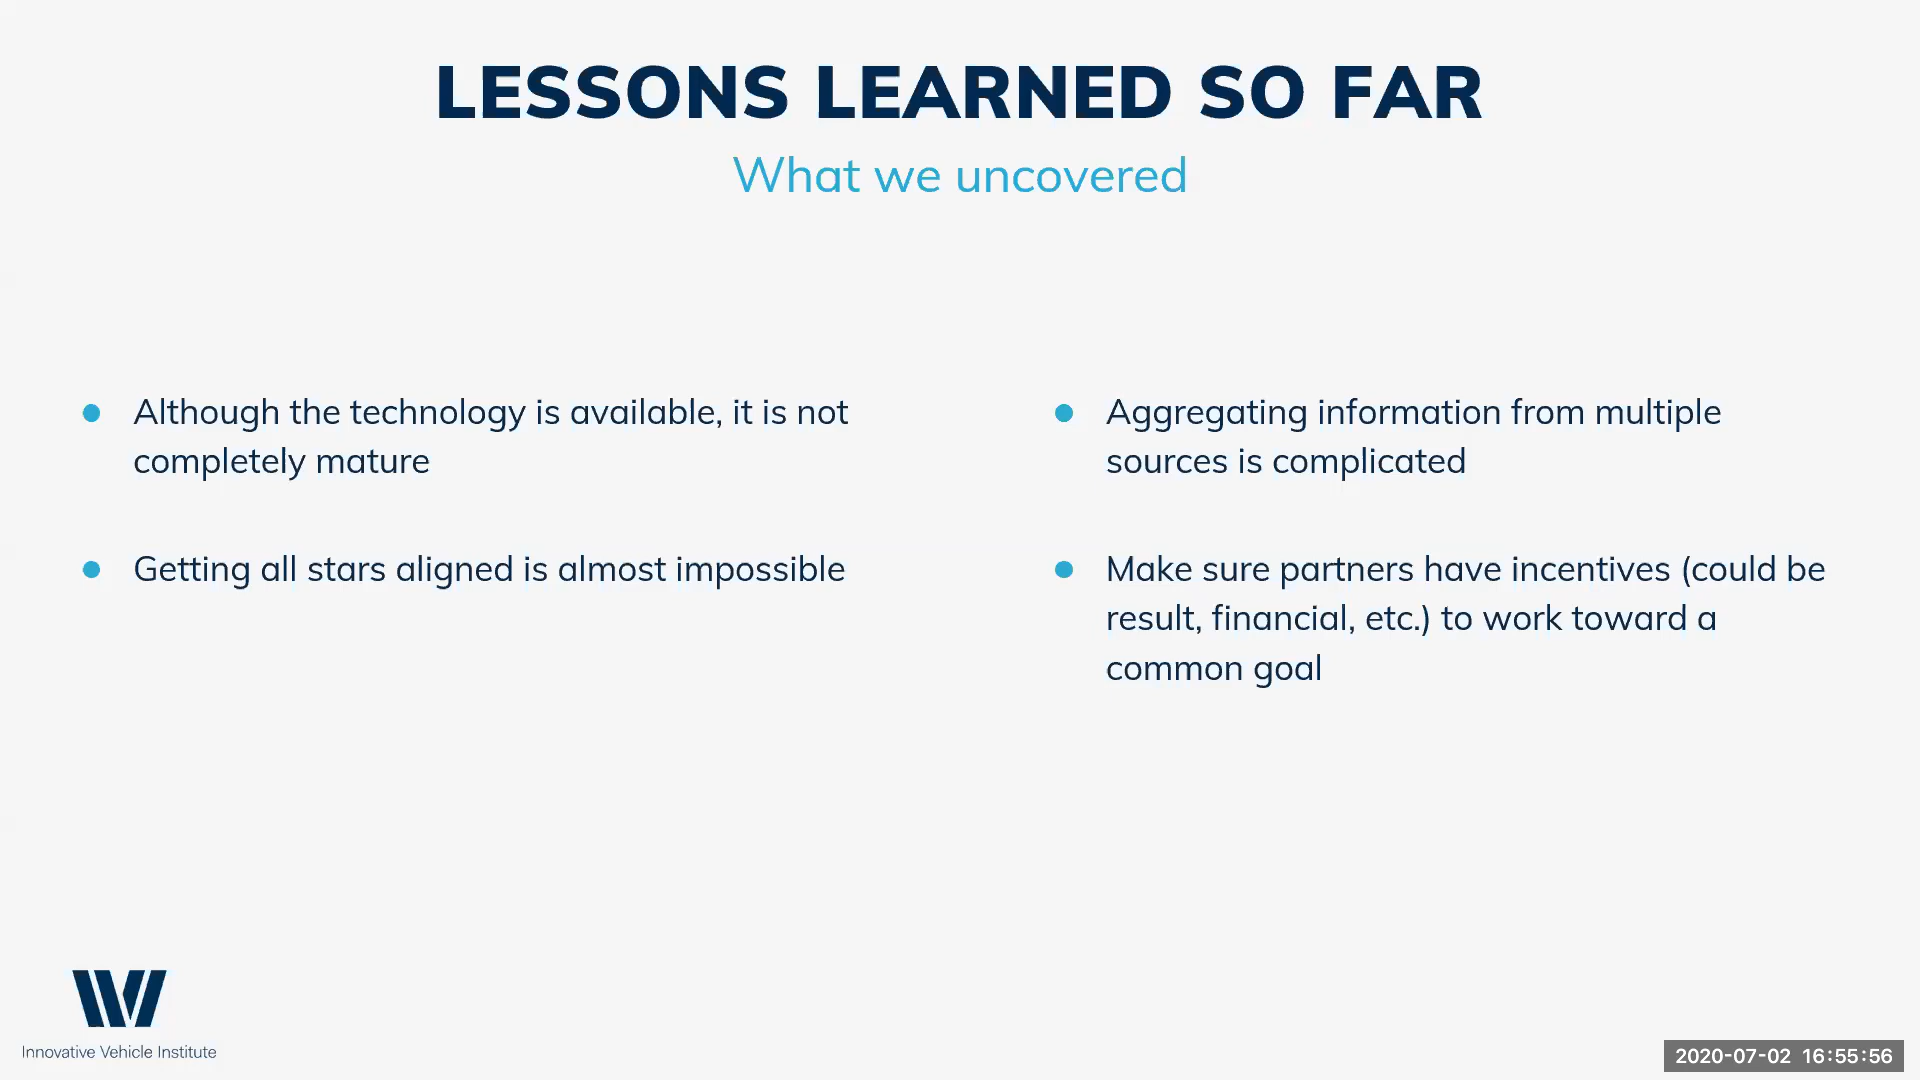 LESSONS LEARNED SO FAR
What we uncovered
Although the technology is available, it is not
completely mature
Getting all stars aligned is almost impossible
Aggregating information from multiple
sources is complicated
Make sure partners have incentives (could be
result, financial, etc.) to work toward a
common goal
Innovative Vehicle Institute
2020-07-02 16:55:56